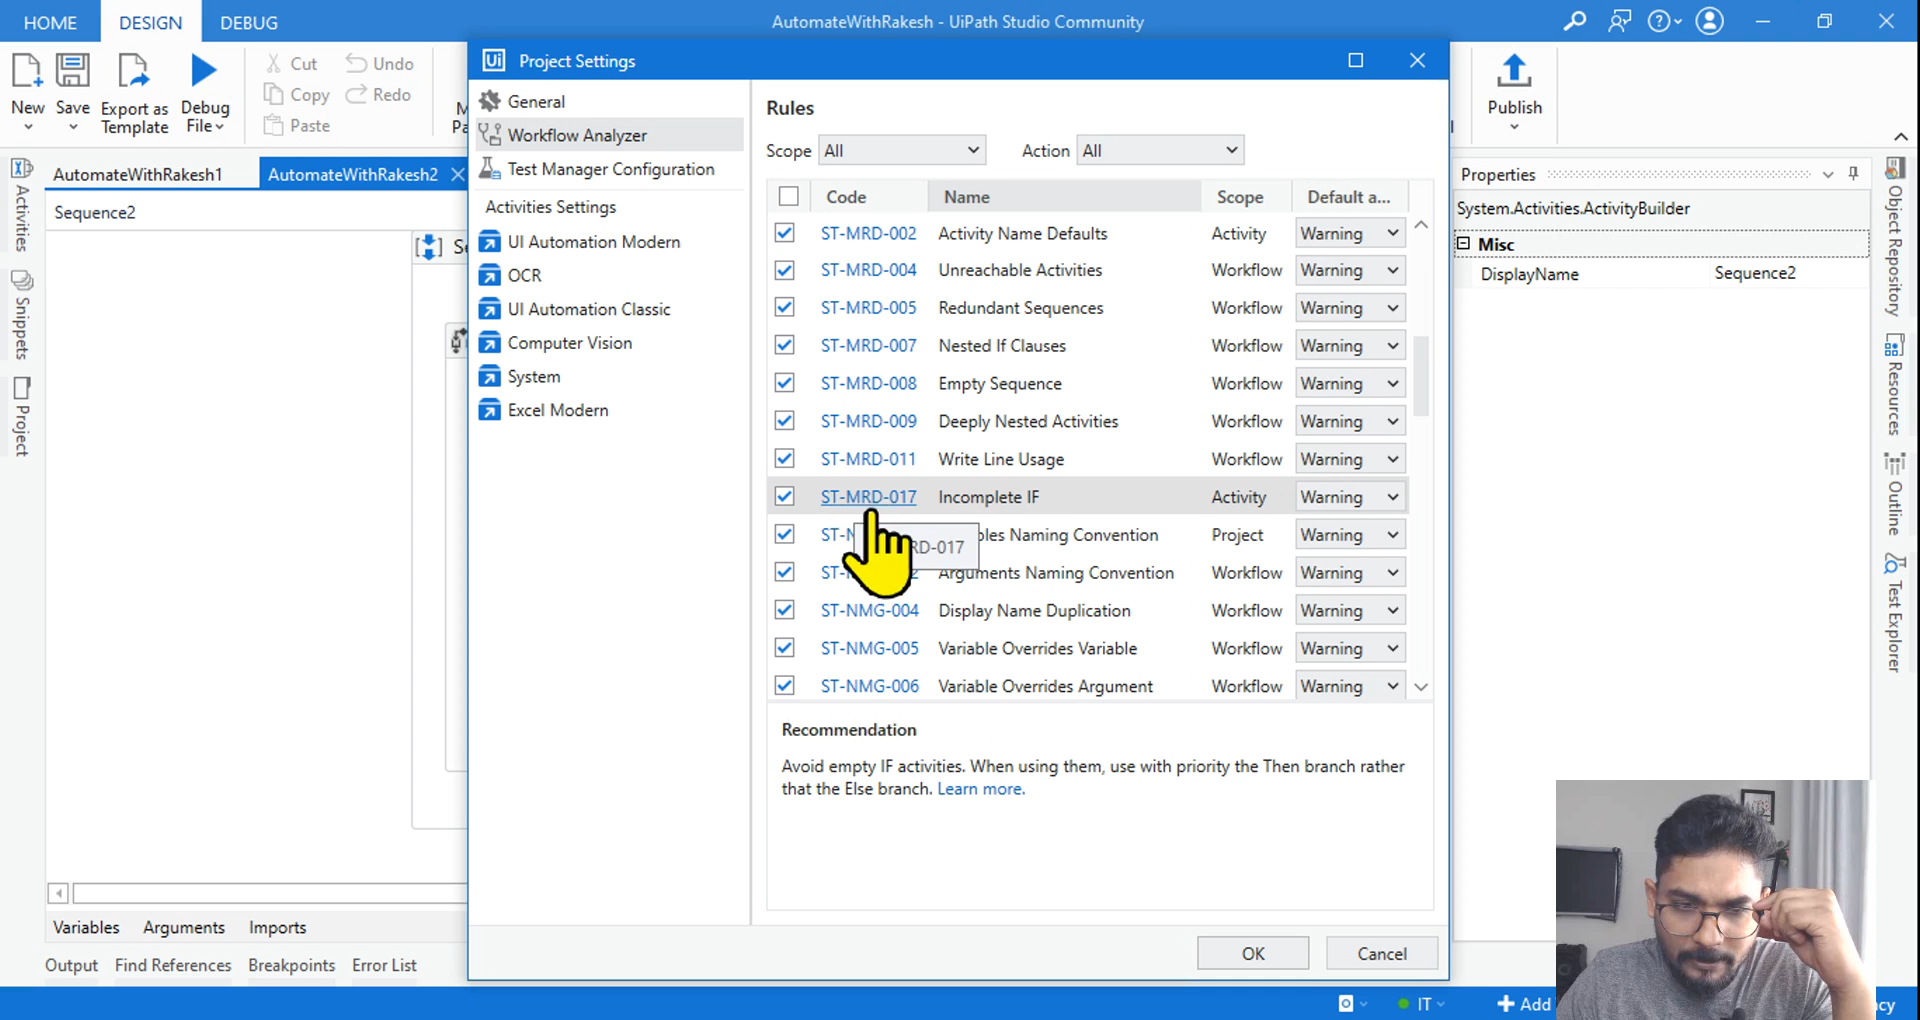 HOME DESIGN DEBUG AutomateWithRakesh - UiPath Studio Community
New Save Export as Template Debug File
Cut Undo
Copy Redo
Paste
Publish
AutomateWithRakesh1 AutomateWithRakesh2
Sequence2
Activities
Snippets
Project
Ui Project Settings
General
Workflow Analyzer
Test Manager Configuration
Activities Settings
UI Automation Modern
OCR
UI Automation Classic
Computer Vision
System
Excel Modern
Rules
Scope All Action All
Code Name Scope Default a...
ST-MRD-002 Activity Name Defaults Activity Warning
ST-MRD-004 Unreachable Activities Workflow Warning
ST-MRD-005 Redundant Sequences Workflow Warning
ST-MRD-007 Nested If Clauses Workflow Warning
ST-MRD-008 Empty Sequence Workflow Warning
ST-MRD-009 Deeply Nested Activities Workflow Warning
ST-MRD-011 Write Line Usage Workflow Warning
ST-MRD-017 Incomplete IF Activity Warning
Naming Convention Project Warning
RD-017
Arguments Naming Convention Workflow Warning
ST-NMG-004 Display Name Duplication Workflow Warning
ST-NMG-005 Variable Overrides Variable Workflow Warning
ST-NMG-006 Variable Overrides Argument Workflow Warning
Recommendation
Avoid empty IF activities. When using them, use with priority the Then branch rather
that the Else branch. Learn more.
OK Cancel
Properties
System.Activities.ActivityBuilder
Misc
DisplayName Sequence2
Object Repository
Resources
Outline
Test Explorer
Variables Arguments Imports
Output Find References Breakpoints Error List
IT Add